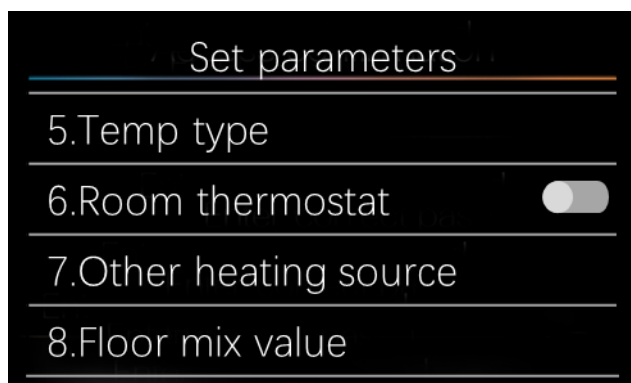 Set parameters
5.Temp type
6.Room thermostat
7.Other heating source
8.Floor mix value